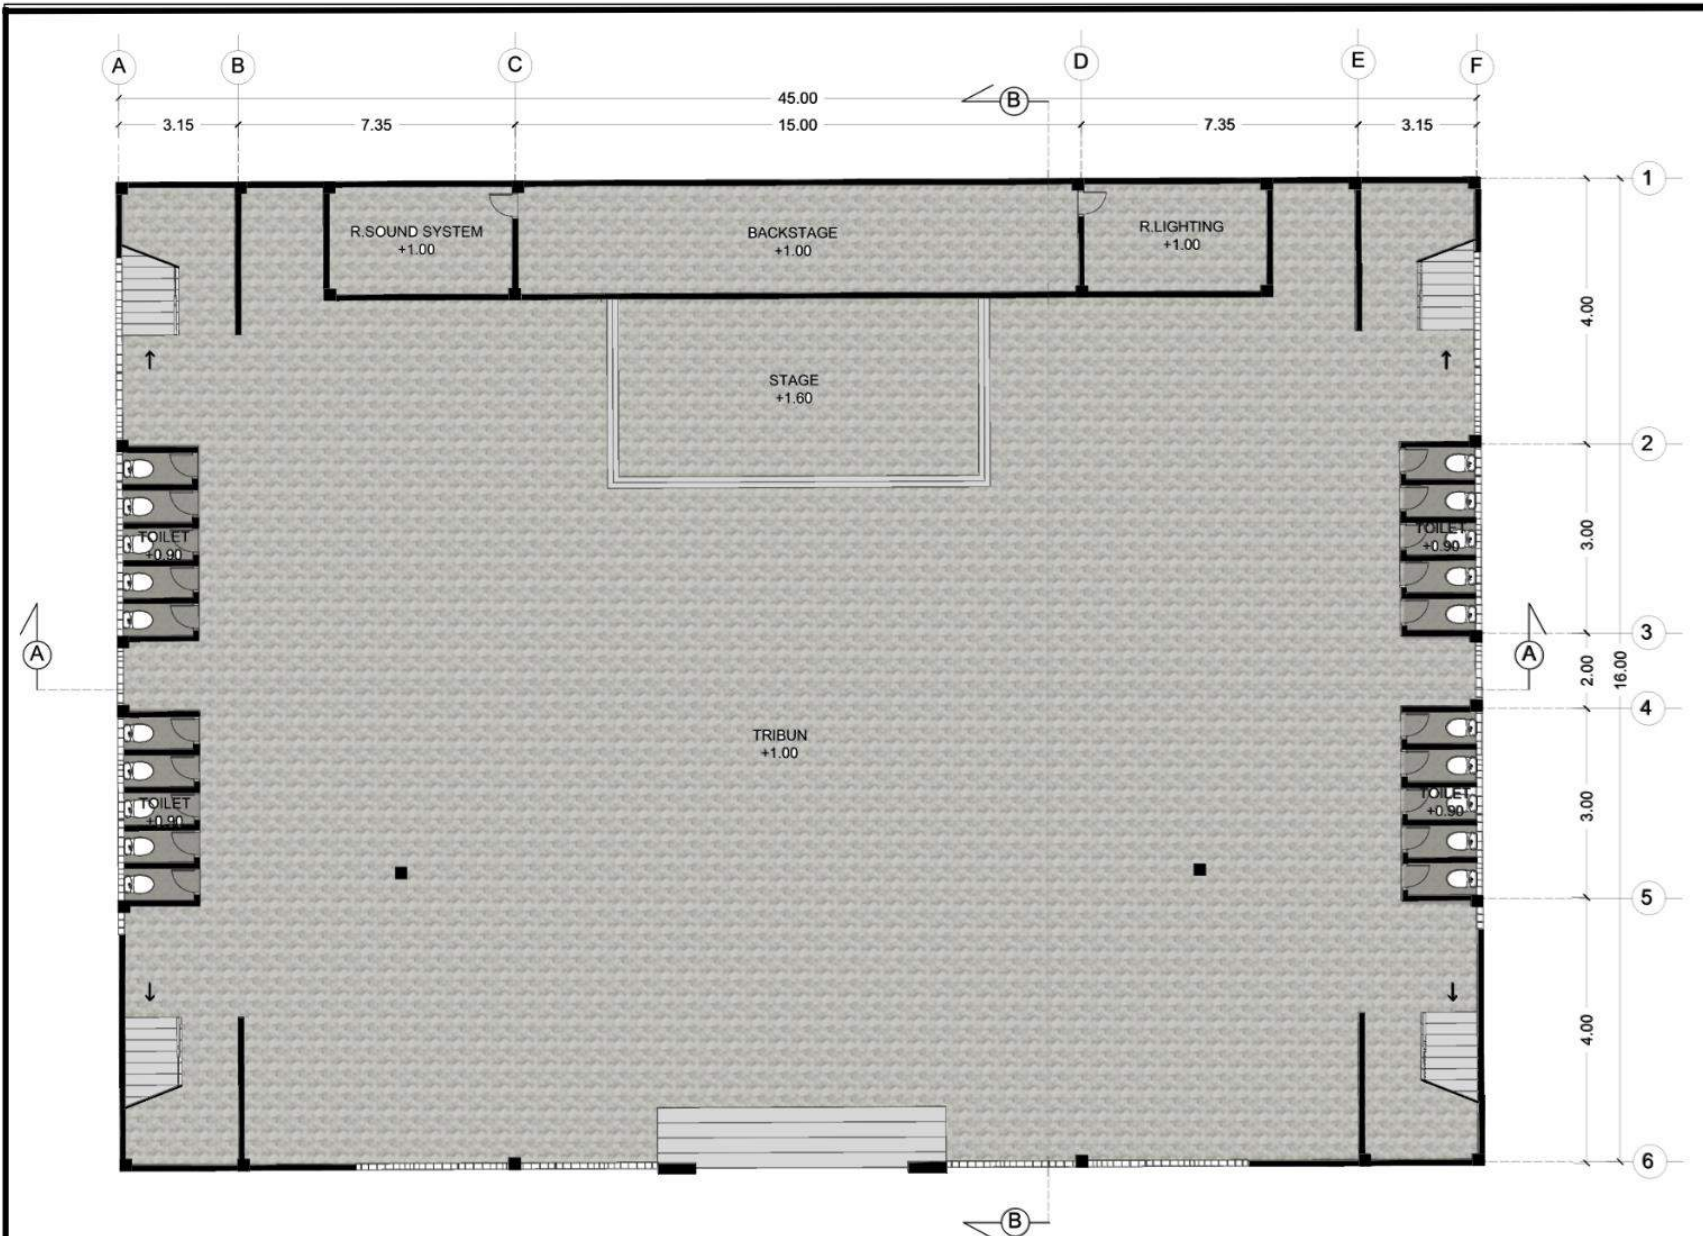 A
B
C
D
E
F
45.00
B
3.15
7.35
15.00
7.35
3.15
1
R.SOUND SYSTEM
+1.00
BACKSTAGE
+1.00
R.LIGHTING
+1.00
4.00
STAGE
+1.60
2
TOILET
+0.90
TOILET
+0.90
3.00
3
A
A
2.00
16.00
4
TRIBUN
+1.00
TOILET
+0.90
TOILET
+0.90
3.00
5
4.00
6
B